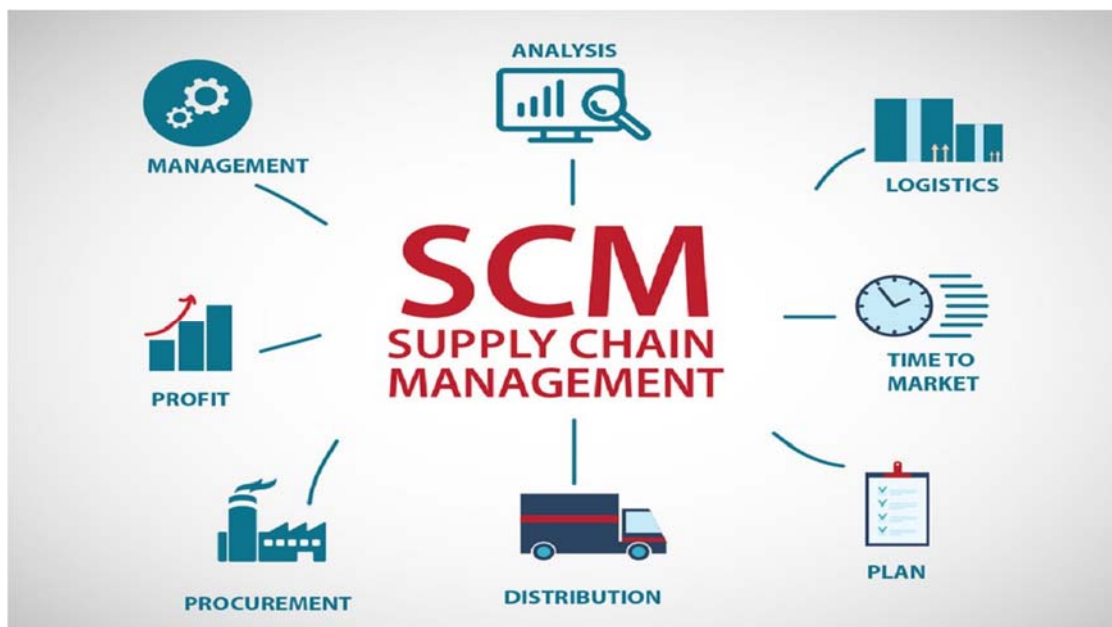 ANALYSIS
MANAGEMENT
LOGISTICS
SCM
SUPPLY CHAIN
MANAGEMENT
PROFIT
TIME TO
MARKET
PROCUREMENT
DISTRIBUTION
PLAN